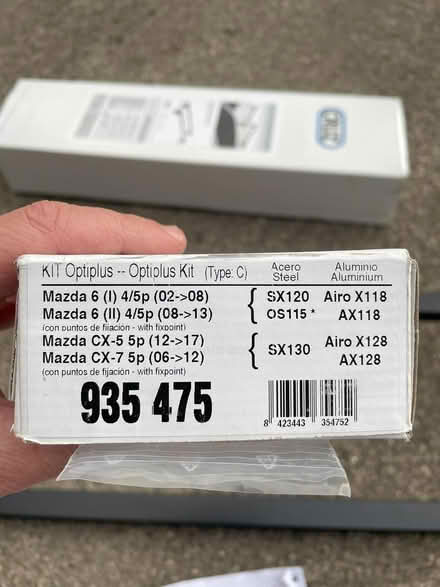 CRUZ
KIT Optiplus -- Optiplus Kit (Type: C) Acero Aluminio
Steel Aluminium
Mazda 6 (I) 4/5p (02->08) { SX120 Airo X118
Mazda 6 (II) 4/5p (08->13) OS115 * AX118
(con puntos de fijación - with fixpoint)
Mazda CX-5 5p (12->17) { SX130 Airo X128
Mazda CX-7 5p (06->12) AX128
(con puntos de fijación - with fixpoint)
935 475
8 423443 354752